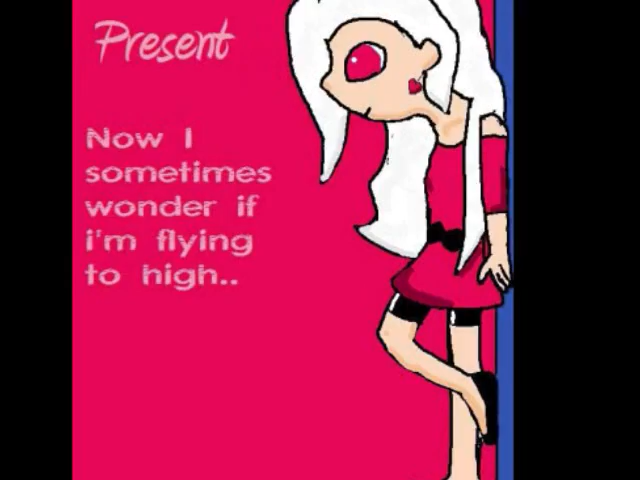 Present
Now I
sometimes
wonder if
i'm flying
to high..